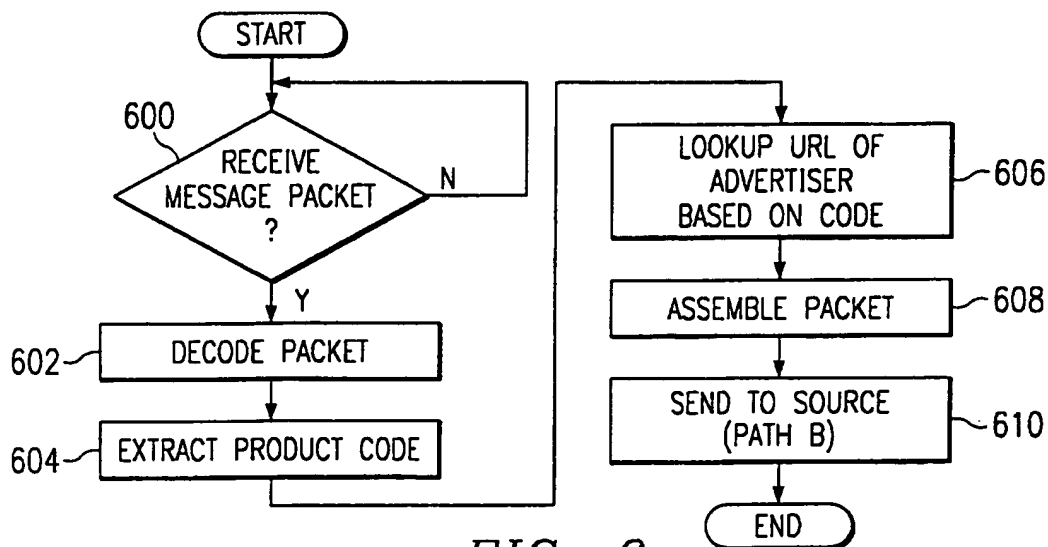 START
600
RECEIVE
MESSAGE PACKET
?
N
Y
602
DECODE PACKET
604
EXTRACT PRODUCT CODE
LOOKUP URL OF
ADVERTISER
BASED ON CODE
606
ASSEMBLE PACKET
608
SEND TO SOURCE
(PATH B)
610
END
FIG.